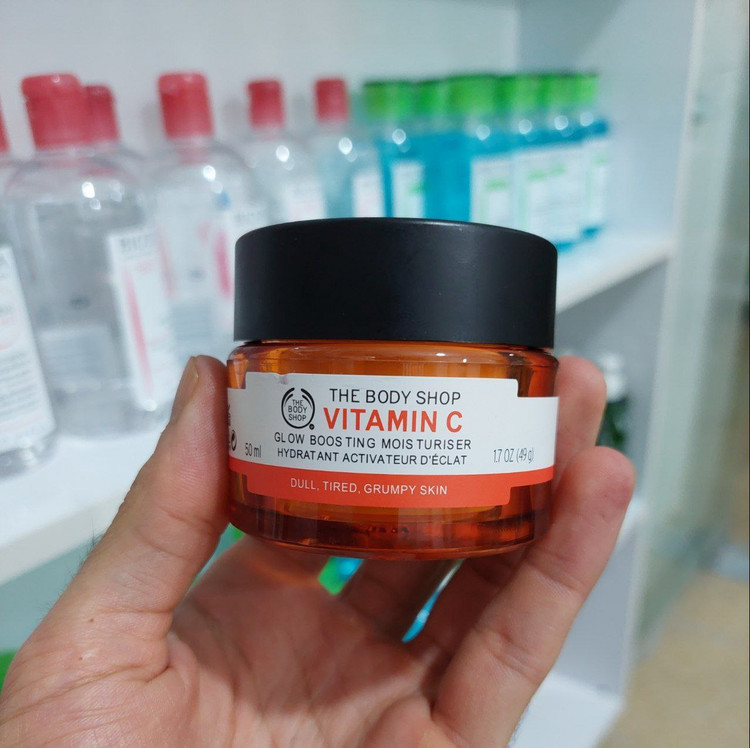 THE BODY SHOP
THE
BODY
SHOP
VITAMIN C
GLOW BOOSTING MOISTURISER
50 ml
HYDRATANT ACTIVATEUR D'ÉCLAT
1.7 OZ (49 g)
DULL, TIRED, GRUMPY SKIN